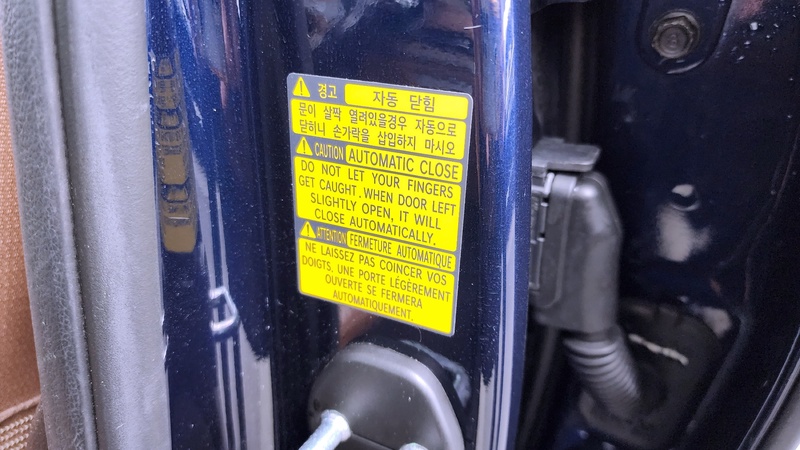 경고 자동 닫힘
문이 살짝 열려있을경우 자동으로
닫히니 손가락을 삽입하지 마시오
CAUTION AUTOMATIC CLOSE
DO NOT LET YOUR FINGERS
GET CAUGHT. WHEN DOOR LEFT
SLIGHTLY OPEN, IT WILL
CLOSE AUTOMATICALLY.
ATTENTION FERMETURE AUTOMATIQUE
NE LAISSEZ PAS COINCER VOS
DOIGTS. UNE PORTE LÉGÈREMENT
OUVERTE SE FERMERA
AUTOMATIQUEMENT.